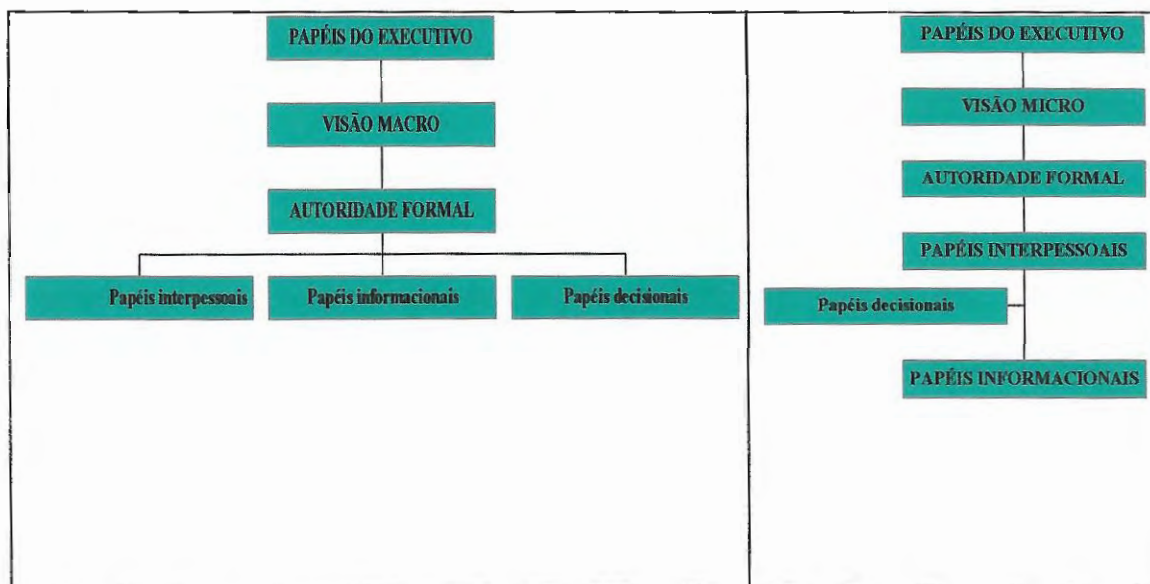 PAPÉIS DO EXECUTIVO
VISÃO MACRO
AUTORIDADE FORMAL
Papéis interpessoais
Papéis informacionais
Papéis decisionais
PAPÉIS DO EXECUTIVO
VISÃO MICRO
AUTORIDADE FORMAL
PAPÉIS INTERPESSOAIS
Papéis decisionais
PAPÉIS INFORMACIONAIS